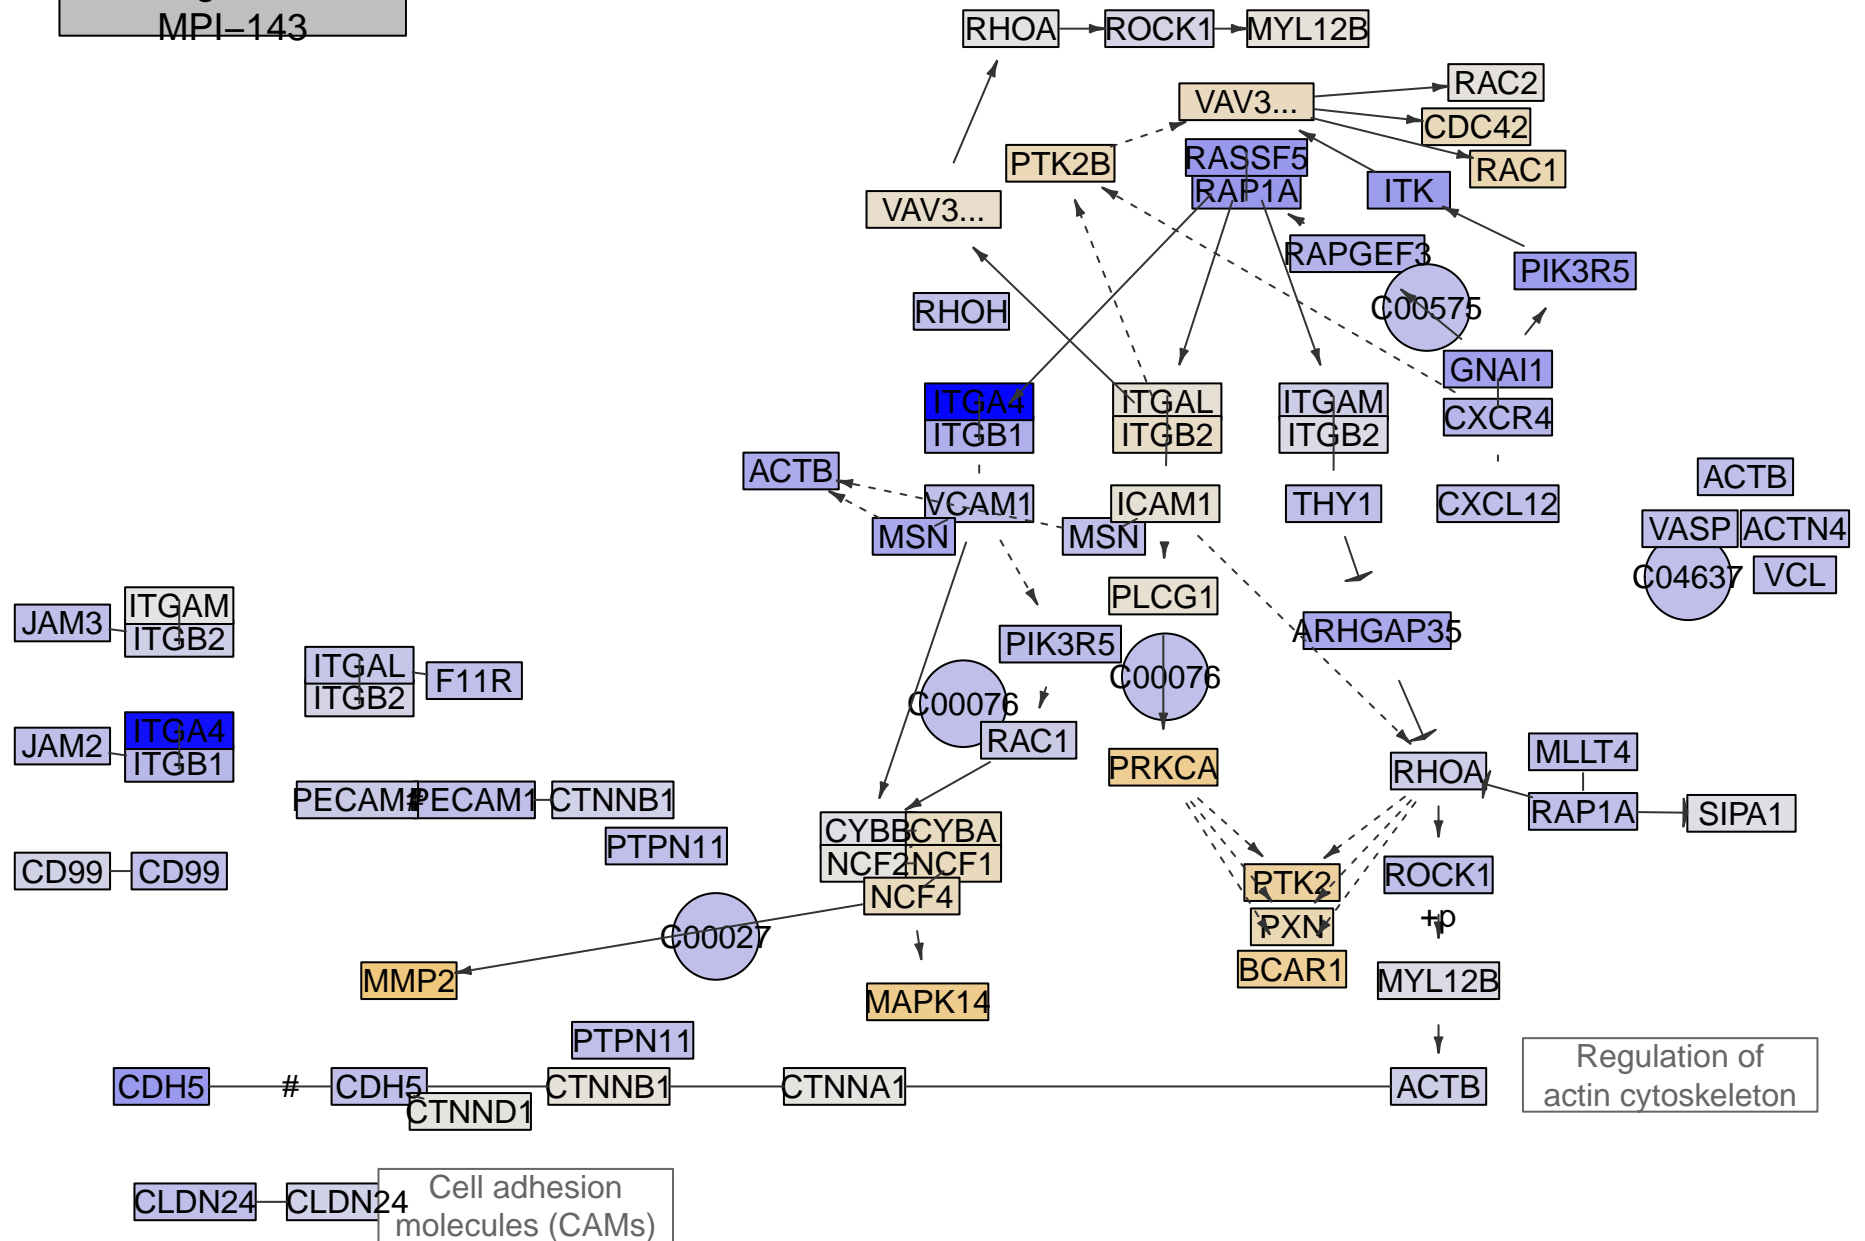 MPI−143
RHOA
ROCK1
MYL12B
VAV3...
RAC2
CDC42
RAC1
PTK2B
RASSF5
RAP1A
ITK
VAV3...
RAPGEF3
PIK3R5
C00575
RHOH
GNAI1
CXCR4
ITGA4
ITGB1
ITGAL
ITGB2
ITGAM
ITGB2
ACTB
VCAM1
MSN
ICAM1
MSN
THY1
CXCL12
ACTB
VASP
ACTN4
C04637
VCL
PLCG1
ARHGAP35
PIK3R5
C00076
C00076
RAC1
JAM3
ITGAM
ITGB2
ITGAL
ITGB2
F11R
JAM2
ITGA4
ITGB1
PECAM1
#
PECAM1
CTNNB1
PTPN11
CD99
CD99
PRKCA
RHOA
MLLT4
RAP1A
SIPA1
CYBB
CYBA
NCF2
NCF1
NCF4
PTK2
PXN
BCAR1
ROCK1
+p
MYL12B
C00027
MMP2
MAPK14
PTPN11
CDH5
#
CDH5
CTNND1
CTNNB1
CTNNA1
ACTB
Regulation of
actin cytoskeleton
CLDN24
CLDN24
Cell adhesion
molecules (CAMs)